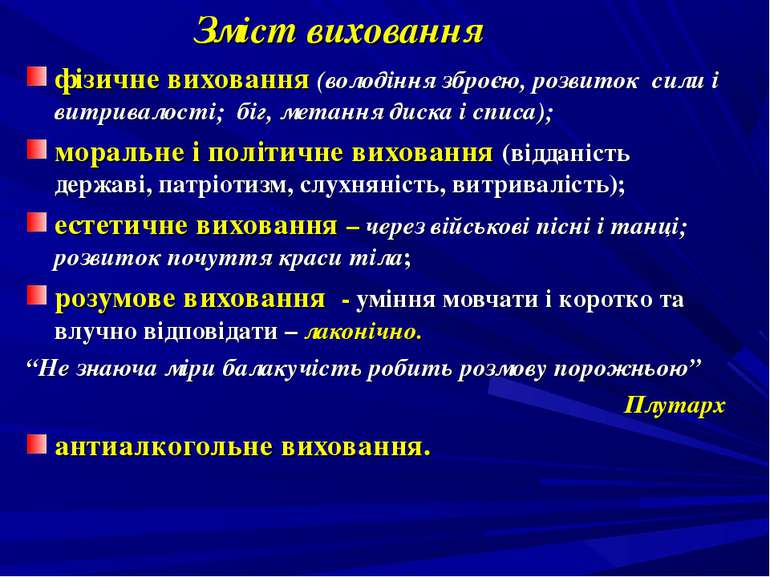 Зміст виховання
фізичне виховання (володіння зброєю, розвиток сили і
витривалості; біг, метання диска і списа);
моральне і політичне виховання (відданість
державі, патріотизм, слухняність, витривалість);
естетичне виховання – через військові пісні і танці;
розвиток почуття краси тіла;
розумове виховання - уміння мовчати і коротко та
влучно відповідати – лаконічно.
“Не знаюча міри балакучість робить розмову порожньою”
Плутарх
антиалкогольне виховання.